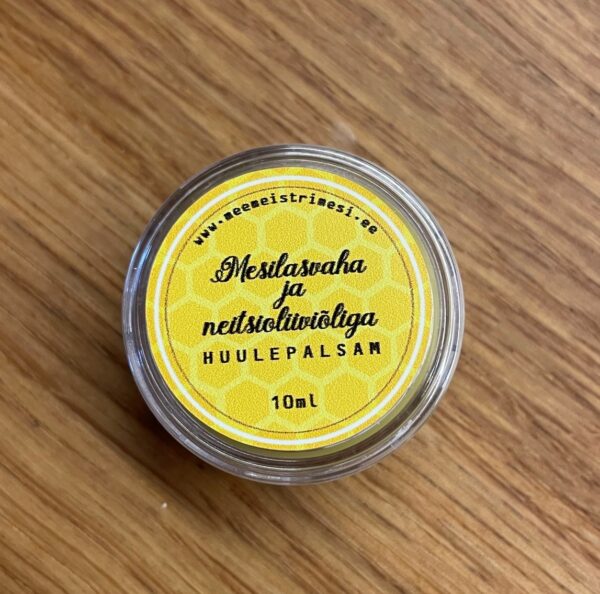 www.meemeistrimesi.ee
Mesilasvaha
ja
neitsioliiviõliga
HUULEPALSAM
10ml